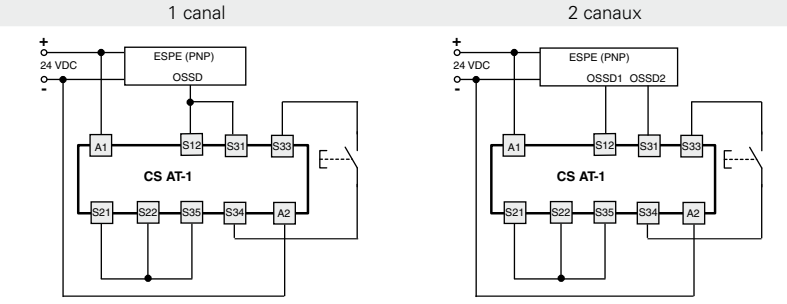 1 canal
+
24 VDC
-
ESPE (PNP)
OSSD
A1 S12 S31 S33
CS AT-1
S21 S22 S35 S34 A2
2 canaux
+
24 VDC
-
ESPE (PNP)
OSSD1 OSSD2
A1 S12 S31 S33
CS AT-1
S21 S22 S35 S34 A2